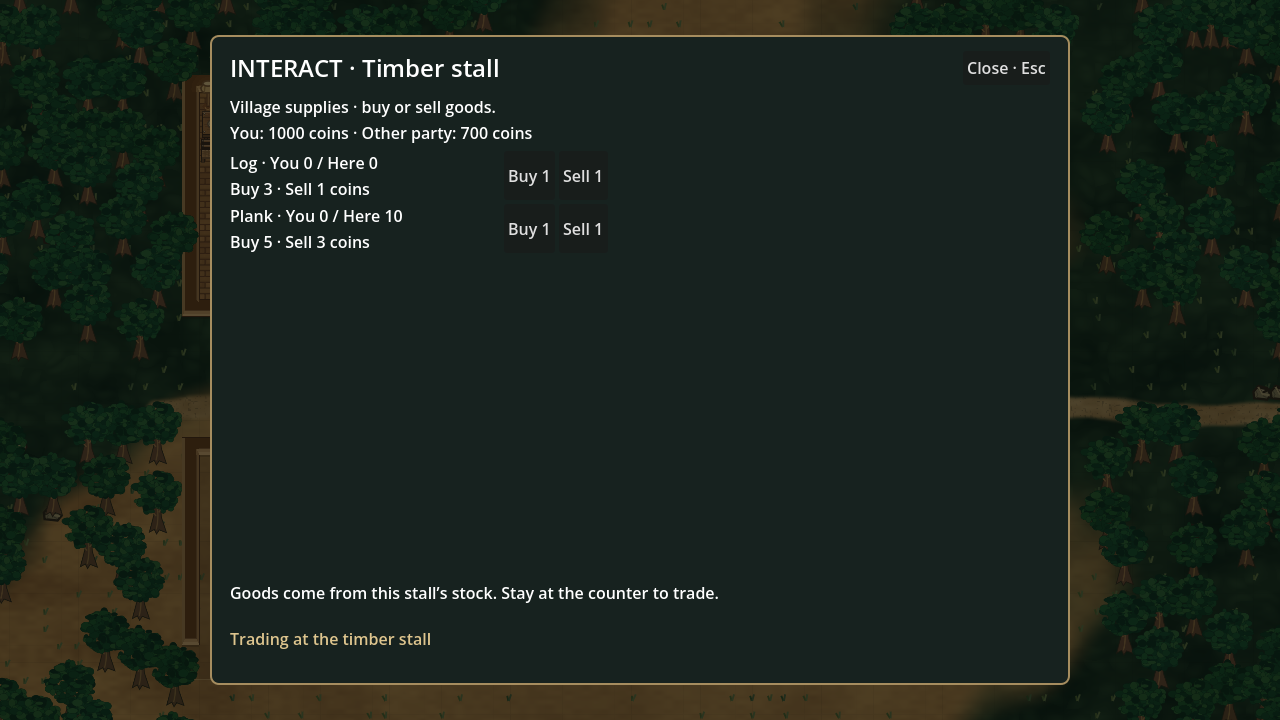 INTERACT · Timber stall
Close · Esc
Village supplies · buy or sell goods.
You: 1000 coins · Other party: 700 coins
Log · You 0 / Here 0
Buy 3 · Sell 1 coins
Buy 1
Sell 1
Plank · You 0 / Here 10
Buy 5 · Sell 3 coins
Buy 1
Sell 1
Goods come from this stall’s stock. Stay at the counter to trade.
Trading at the timber stall